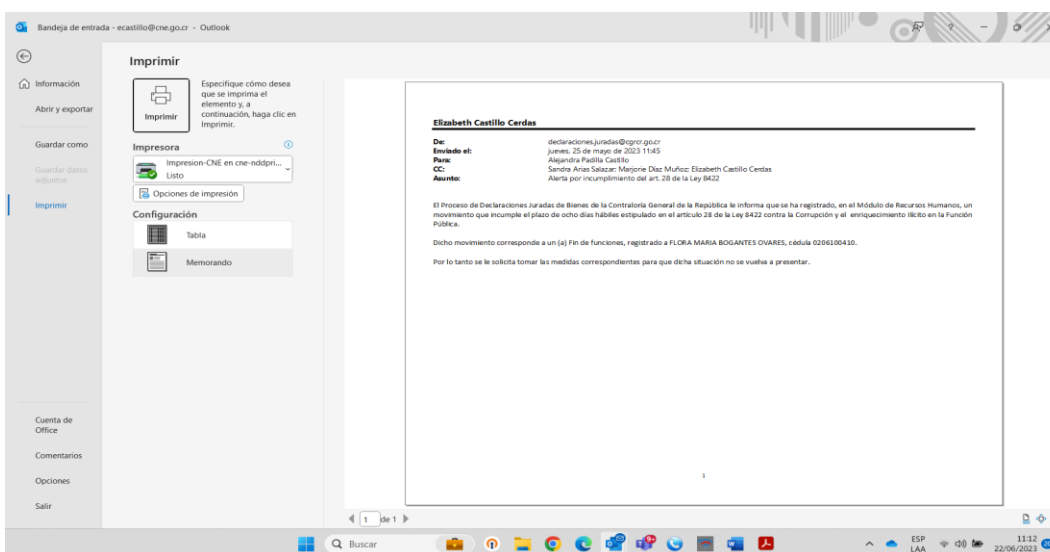 Bandeja de entrada - ecastillo@cne.go.cr - Outlook
?
Información
Abrir y exportar
Guardar como
Guardar datos
adjuntos
Imprimir
Cuenta de
Office
Comentarios
Opciones
Salir
Imprimir
Imprimir
Especifique cómo desea
que se imprima el
elemento y, a
continuación, haga clic en
Imprimir.
Impresora
Impresion-CNE en cne-nddpri...
Listo
Opciones de impresión
Configuración
Tabla
Memorando
Elizabeth Castillo Cerdas
De: declaraciones.juradas@cgrcr.go.cr
Enviado el: jueves, 25 de mayo de 2023 11:45
Para: Alejandra Padilla Castillo
CC: Sandra Arias Salazar; Marjorie Díaz Muñoz; Elizabeth Castillo Cerdas
Asunto: Alerta por incumplimiento del art. 28 de la Ley 8422
El Proceso de Declaraciones Juradas de Bienes de la Contraloría General de la República le informa que se ha registrado, en el Módulo de Recursos Humanos, un
movimiento que incumple el plazo de ocho días hábiles estipulado en el artículo 28 de la Ley 8422 contra la Corrupción y el enriquecimiento ilícito en la Función
Pública.
Dicho movimiento corresponde a un (a) Fin de funciones, registrado a FLORA MARIA BOGANTES OVARES, cédula 0206100410.
Por lo tanto se le solicita tomar las medidas correspondientes para que dicha situación no se vuelva a presentar.
1
1 de 1
Buscar
ESP
LAA
11:12
22/06/2023